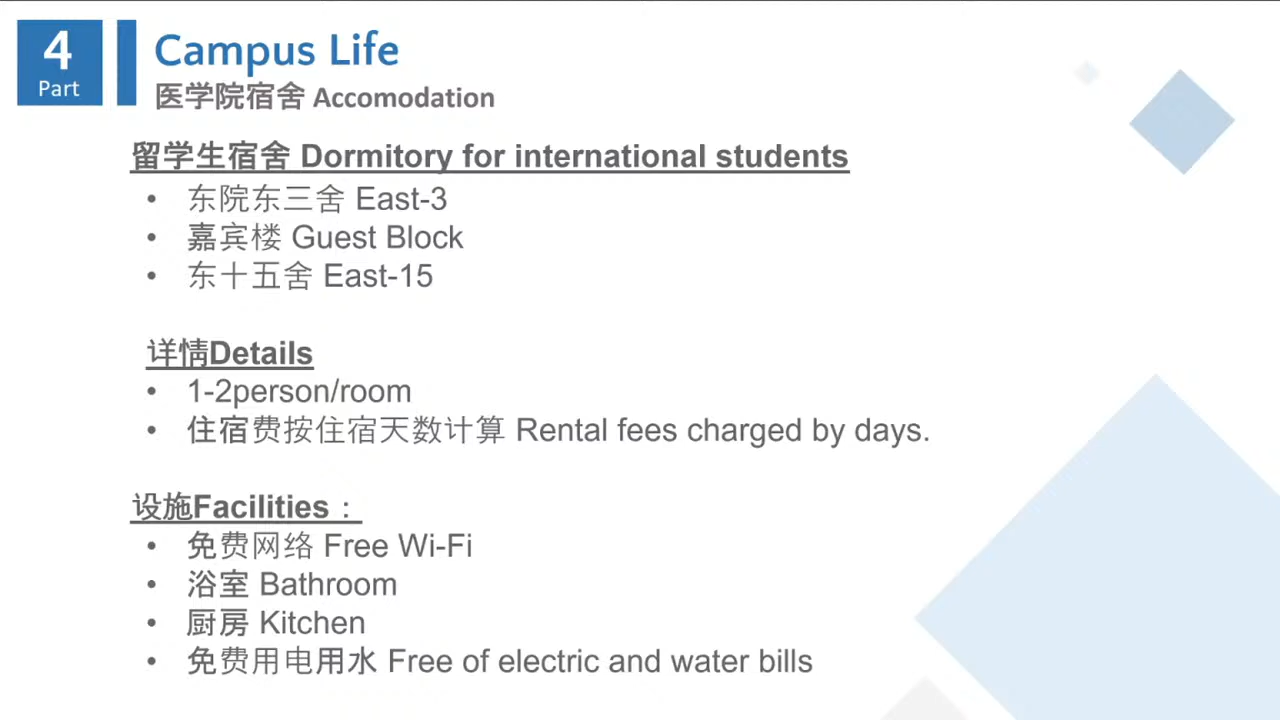 4
Part
Campus Life
医学院宿舍 Accomodation
留学生宿舍 Dormitory for international students
• 东院东三舍 East-3
• 嘉宾楼 Guest Block
• 东十五舍 East-15
详情Details
• 1-2person/room
• 住宿费按住宿天数计算 Rental fees charged by days.
设施Facilities：
• 免费网络 Free Wi-Fi
• 浴室 Bathroom
• 厨房 Kitchen
• 免费用电用水 Free of electric and water bills